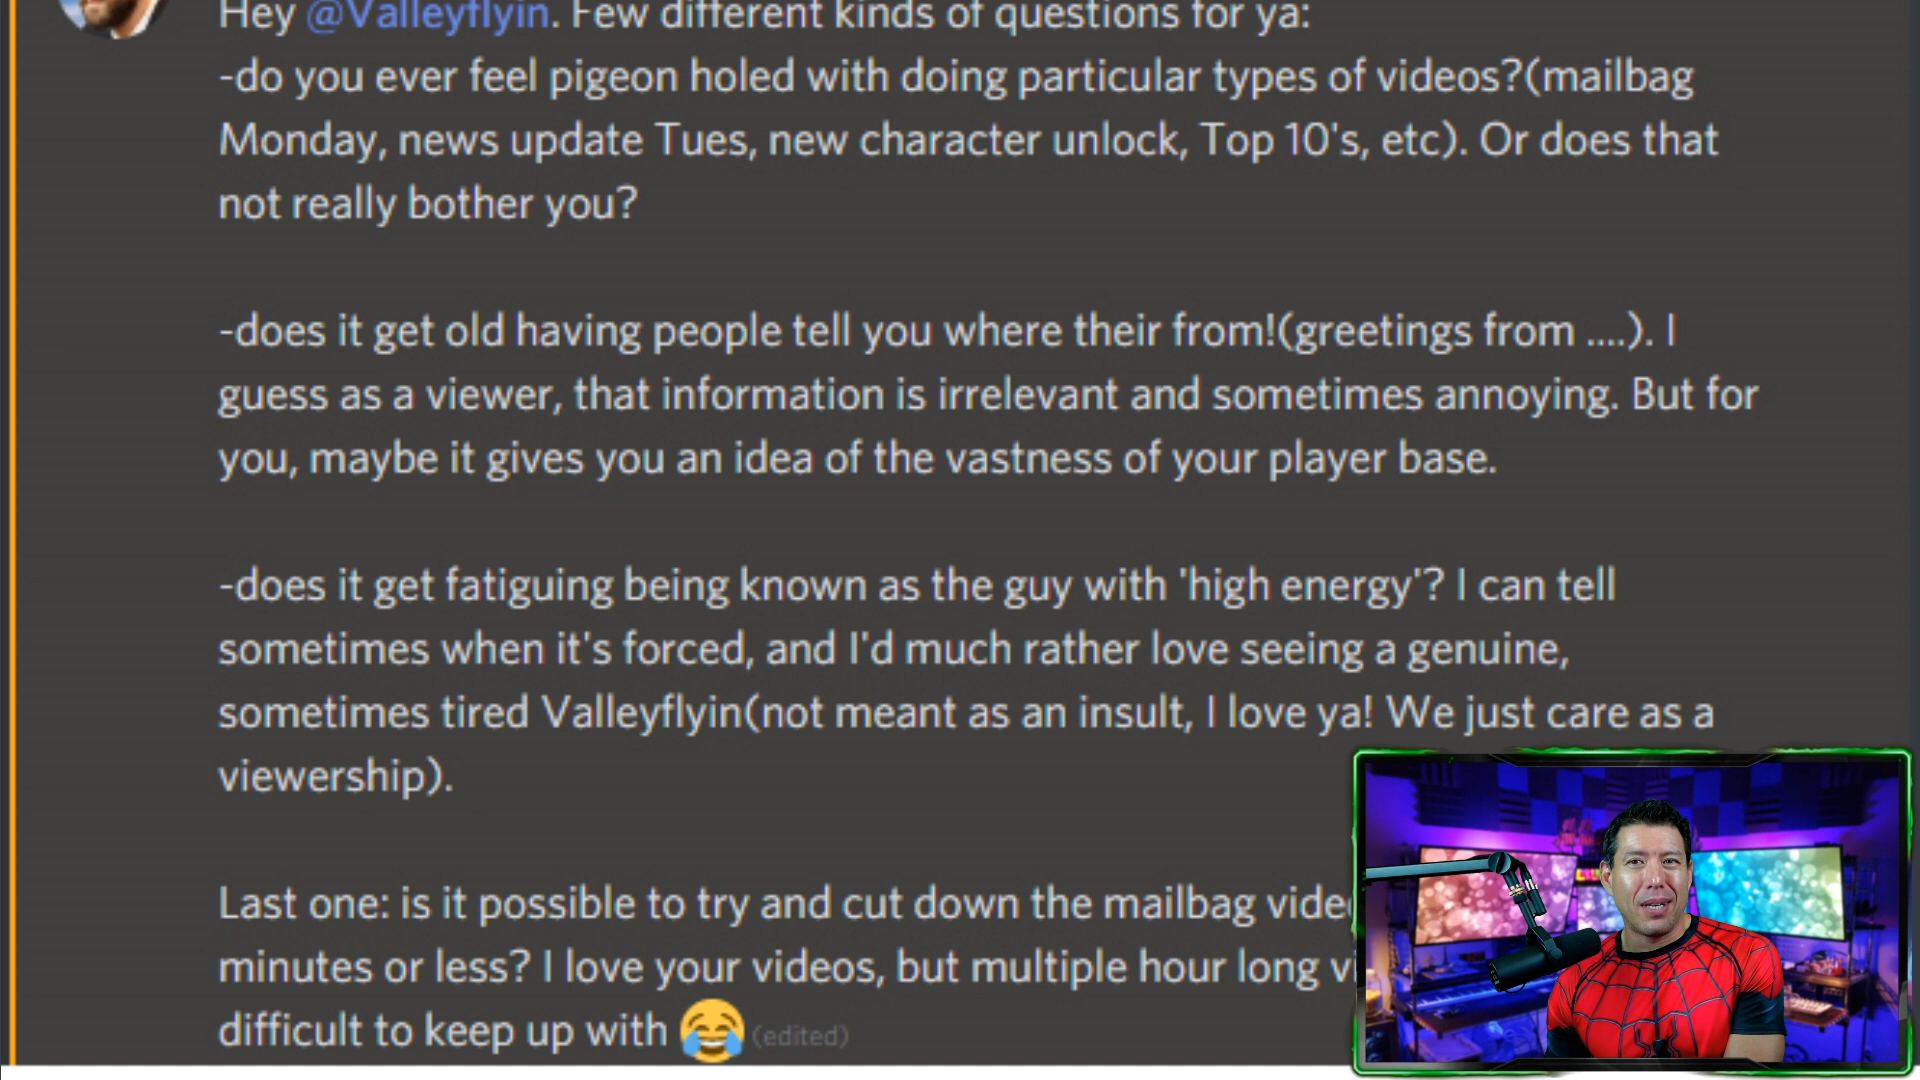 Hey @Valleyflyin. Few different kinds of questions for ya:
-do you ever feel pigeon holed with doing particular types of videos?(mailbag
Monday, news update Tues, new character unlock, Top 10's, etc). Or does that
not really bother you?
-does it get old having people tell you where their from!(greetings from ....). I
guess as a viewer, that information is irrelevant and sometimes annoying. But for
you, maybe it gives you an idea of the vastness of your player base.
-does it get fatiguing being known as the guy with 'high energy'? I can tell
sometimes when it's forced, and I'd much rather love seeing a genuine,
sometimes tired Valleyflyin(not meant as an insult, I love ya! We just care as a
viewership).
Last one: is it possible to try and cut down the mailbag
minutes or less? I love your videos, but multiple hour long
difficult to keep up with 😂 (edited)